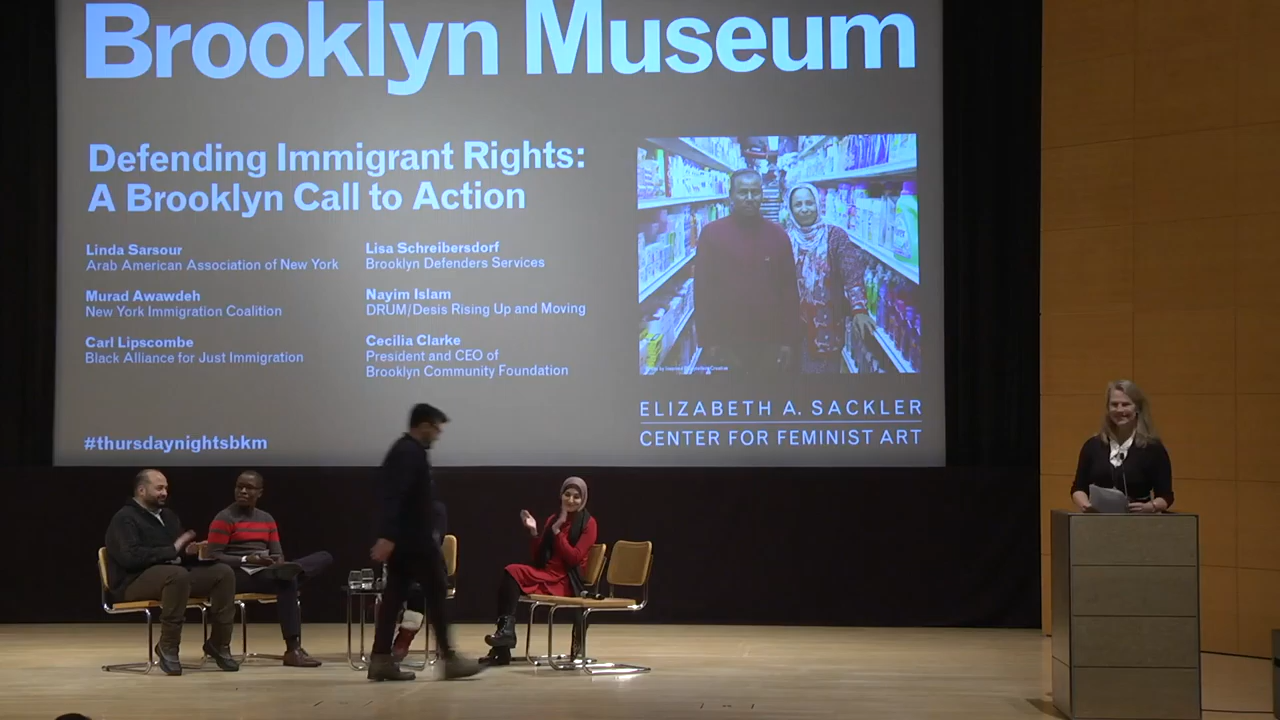 Brooklyn Museum
Defending Immigrant Rights:
A Brooklyn Call to Action
Linda Sarsour
Arab American Association of New York
Murad Awawdeh
New York Immigration Coalition
Carl Lipscombe
Black Alliance for Just Immigration
Lisa Schreibersdorf
Brooklyn Defenders Services
Nayim Islam
DRUM/Desis Rising Up and Moving
Cecilia Clarke
President and CEO of
Brooklyn Community Foundation
#thursdaynightsbkm
ELIZABETH A. SACKLER
CENTER FOR FEMINIST ART